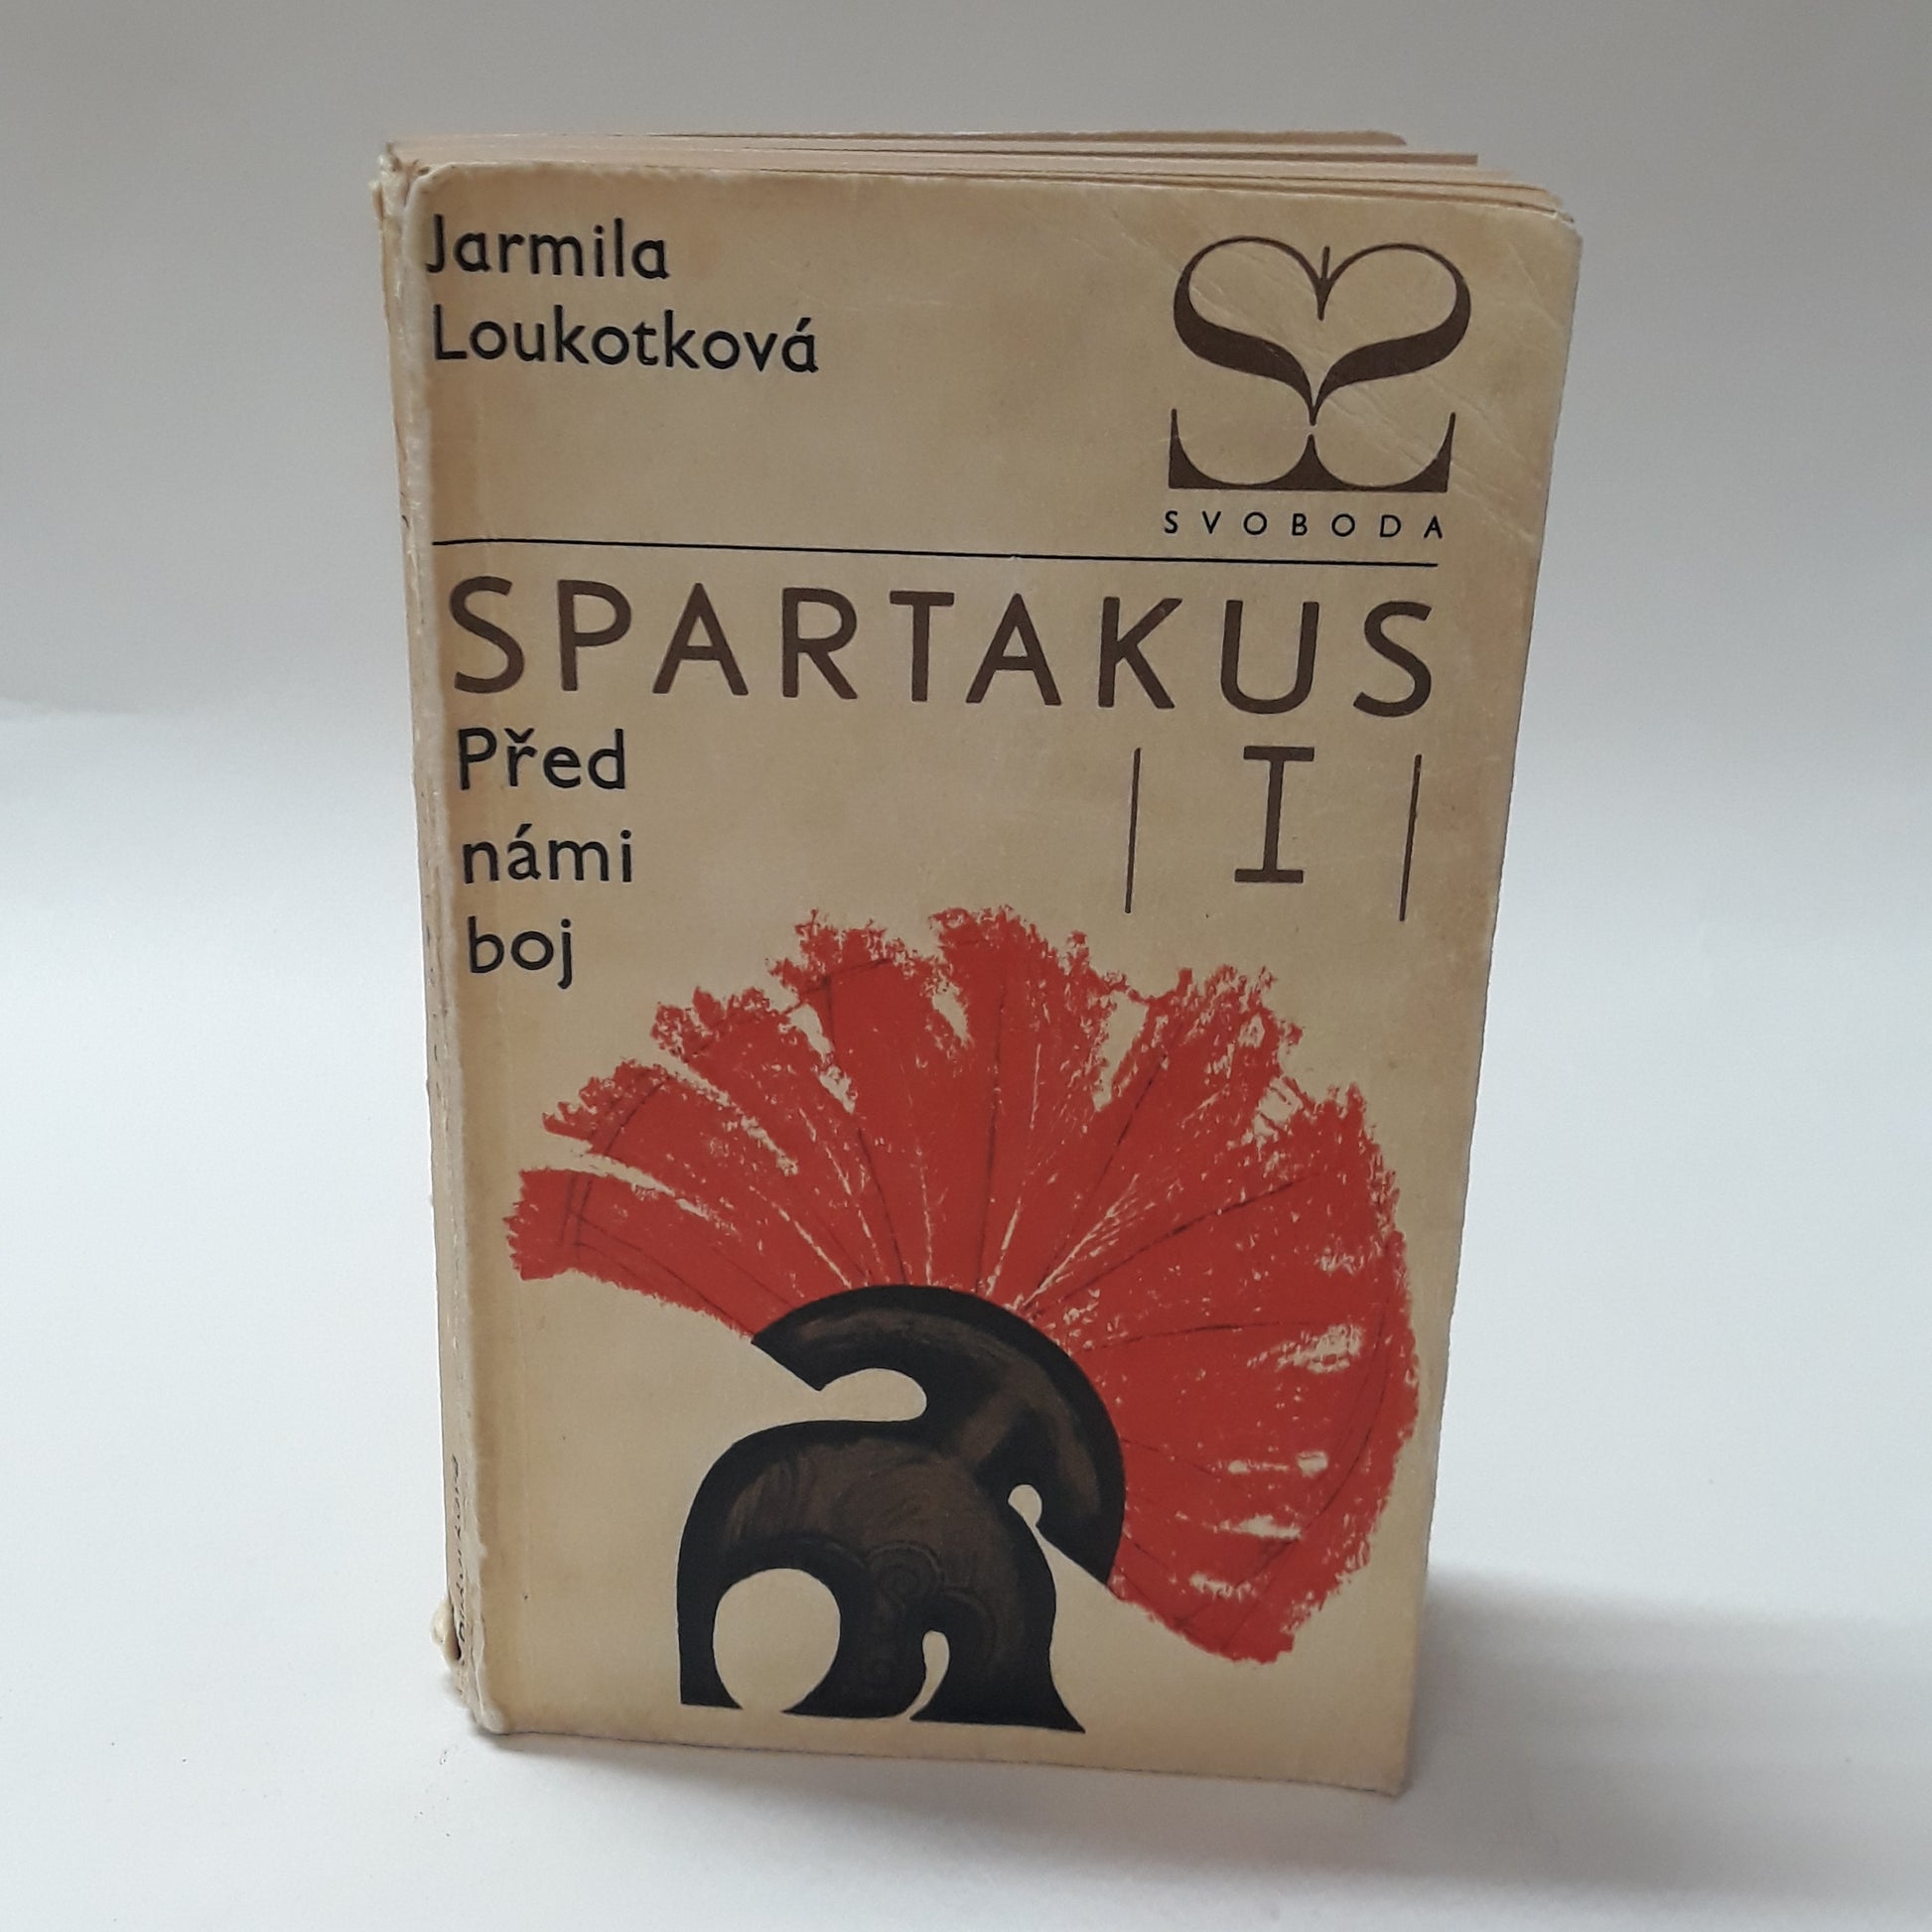 Jarmila
Loukotková
SVOBODA
SPARTAKUS
I
Před
námi
boj